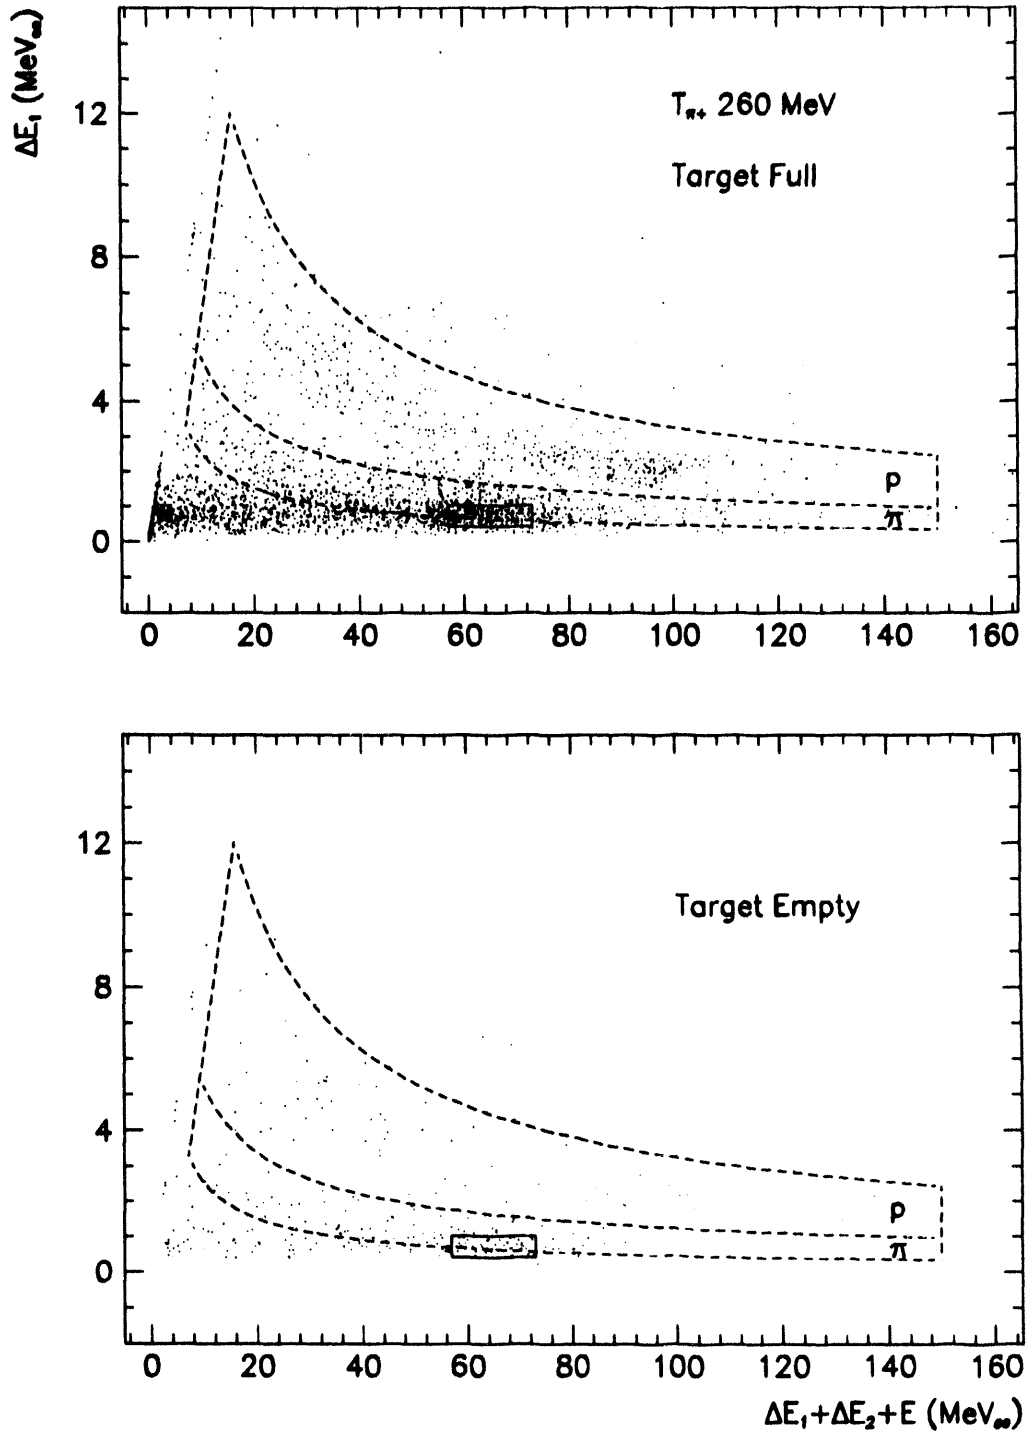 ΔE₁ (MeVₑₑ)
T_π+ 260 MeV
Target Full
12
8
4
0
p
π
0 20 40 60 80 100 120 140 160
Target Empty
12
8
4
0
p
π
0 20 40 60 80 100 120 140 160
ΔE₁+ΔE₂+E (MeVₑₑ)